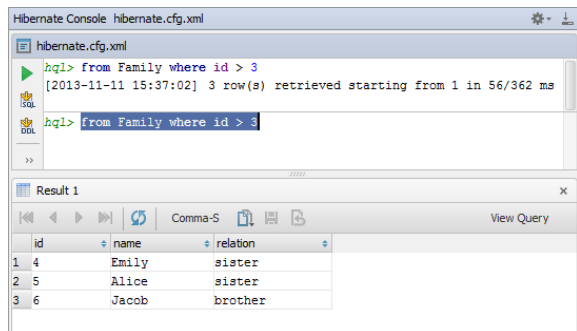 Hibernate Console hibernate.cfg.xml
hibernate.cfg.xml
hql> from Family where id > 3
[2013-11-11 15:37:02] 3 row(s) retrieved starting from 1 in 56/362 ms
SQL
DDL
hql> from Family where id > 3
>>
Result 1
Comma-S View Query
id name relation
1 4 Emily sister
2 5 Alice sister
3 6 Jacob brother